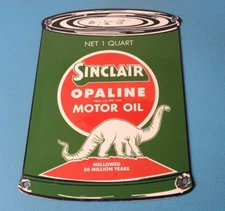 NET 1 QUART
SINCLAIR
OPALINE
MOTOR OIL
MELLOWED
80 MILLION YEARS